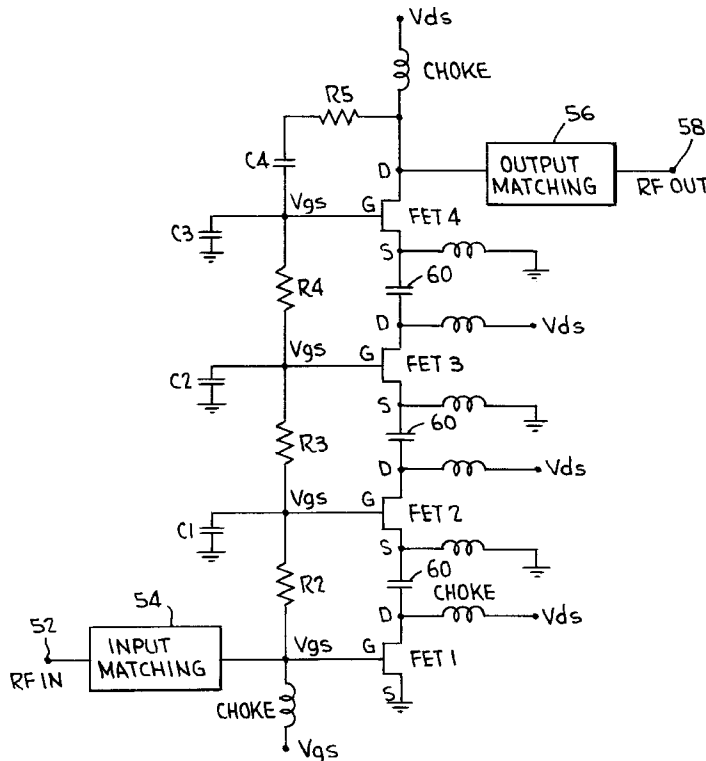 Vds
CHOKE
R5
56
58
C4
D
OUTPUT
MATCHING
RF OUT
Vgs
G
FET 4
C3
S
60
R4
D
Vds
Vgs
G
FET 3
C2
S
60
R3
D
Vds
Vgs
G
FET 2
C1
S
60
R2
CHOKE
54
D
Vds
52
INPUT
MATCHING
Vgs
G
FET 1
RF IN
S
CHOKE
Vgs